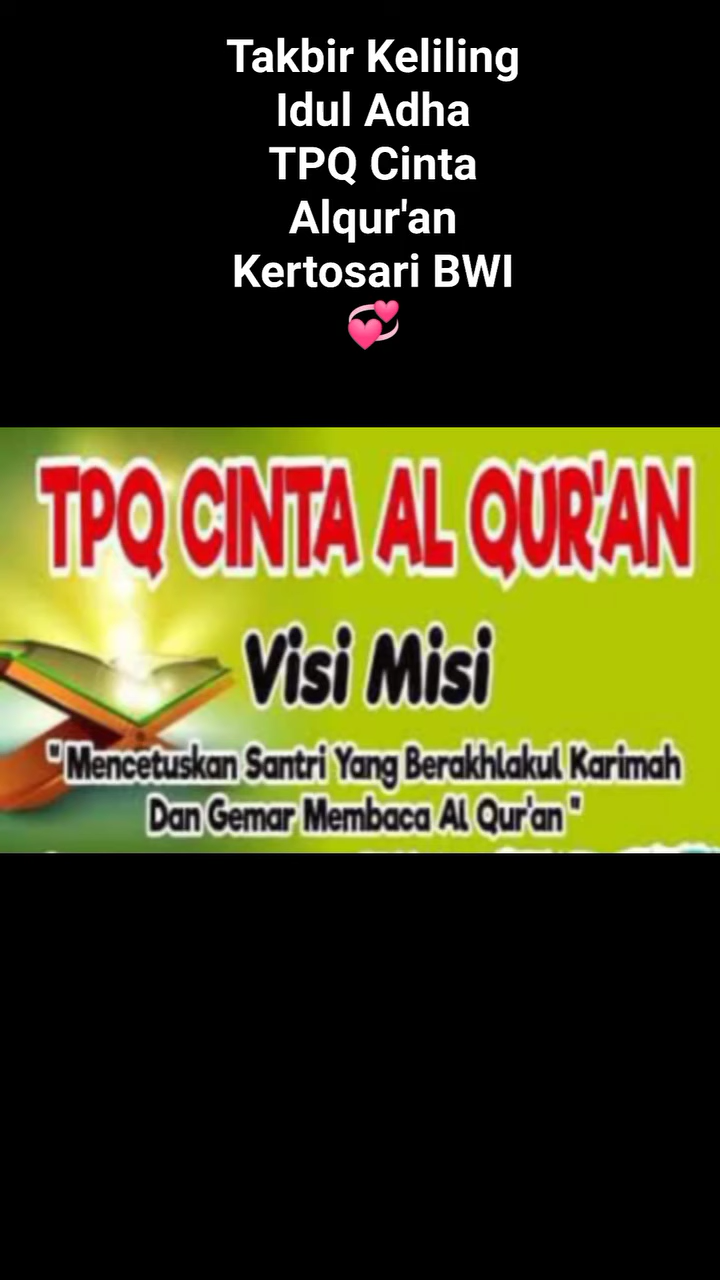 Takbir Keliling
Idul Adha
TPQ Cinta
Alqur'an
Kertosari BWI
💞
TPQ CINTA AL QUR'AN
Visi Misi
"Mencetuskan Santri Yang Berakhlakul Karimah
Dan Gemar Membaca Al Qur'an"